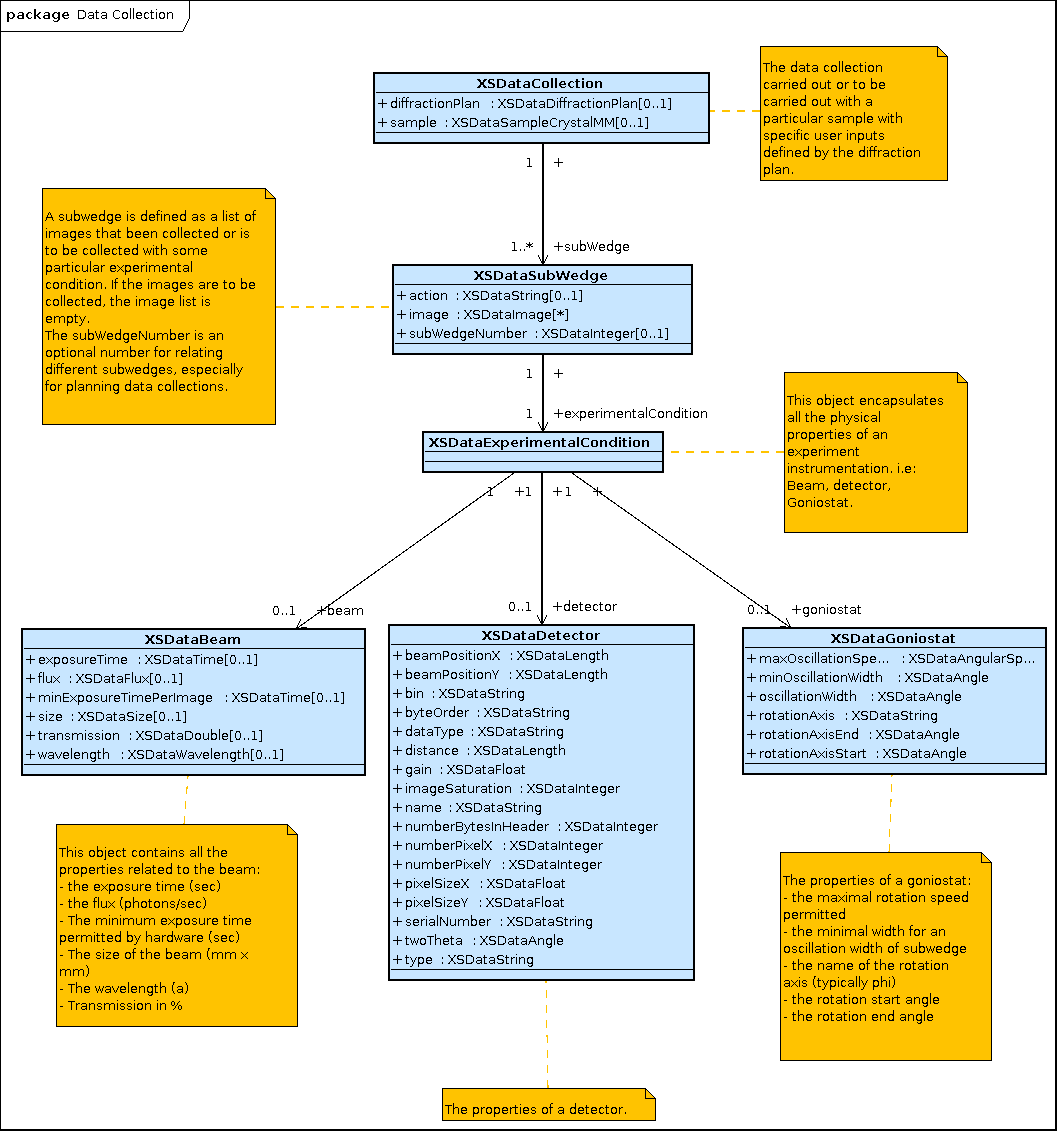 package Data Collection
XSDataCollection
+ diffractionPlan : XSDataDiffractionPlan[0..1]
+ sample : XSDataSampleCrystalMM[0..1]
The data collection
carried out or to be
carried out with a
particular sample with
specific user inputs
defined by the diffraction
plan.
1 +
1..* +subWedge
A subwedge is defined as a list of
images that been collected or is
to be collected with some
particular experimental
condition. If the images are to be
collected, the image list is
empty.
The subWedgeNumber is an
optional number for relating
different subwedges, especially
for planning data collections.
XSDataSubWedge
+ action : XSDataString[0..1]
+ image : XSDataImage[*]
+ subWedgeNumber : XSDataInteger[0..1]
1 +
1 +experimentalCondition
XSDataExperimentalCondition
This object encapsulates
all the physical
properties of an
experiment
instrumentation. i.e:
Beam, detector,
Goniostat.
1 +1 ++1 +
0..1 +beam
0..1 +detector
0..1 +goniostat
XSDataBeam
+ exposureTime : XSDataTime[0..1]
+ flux : XSDataFlux[0..1]
+ minExposureTimePerImage : XSDataTime[0..1]
+ size : XSDataSize[0..1]
+ transmission : XSDataDouble[0..1]
+ wavelength : XSDataWavelength[0..1]
XSDataDetector
+ beamPositionX : XSDataLength
+ beamPositionY : XSDataLength
+ bin : XSDataString
+ byteOrder : XSDataString
+ dataType : XSDataString
+ distance : XSDataLength
+ gain : XSDataFloat
+ imageSaturation : XSDataInteger
+ name : XSDataString
+ numberBytesInHeader : XSDataInteger
+ numberPixelX : XSDataInteger
+ numberPixelY : XSDataInteger
+ pixelSizeX : XSDataFloat
+ pixelSizeY : XSDataFloat
+ serialNumber : XSDataString
+ twoTheta : XSDataAngle
+ type : XSDataString
XSDataGoniostat
+ maxOscillationSpe... : XSDataAngularSp...
+ minOscillationWidth : XSDataAngle
+ oscillationWidth : XSDataAngle
+ rotationAxis : XSDataString
+ rotationAxisEnd : XSDataAngle
+ rotationAxisStart : XSDataAngle
This object contains all the
properties related to the beam:
- the exposure time (sec)
- the flux (photons/sec)
- The minimum exposure time
permitted by hardware (sec)
- The size of the beam (mm x
mm)
- The wavelength (a)
- Transmission in %
The properties of a goniostat:
- the maximal rotation speed
permitted
- the minimal width for an
oscillation width of subwedge
- the name of the rotation
axis (typically phi)
- the rotation start angle
- the rotation end angle
The properties of a detector.